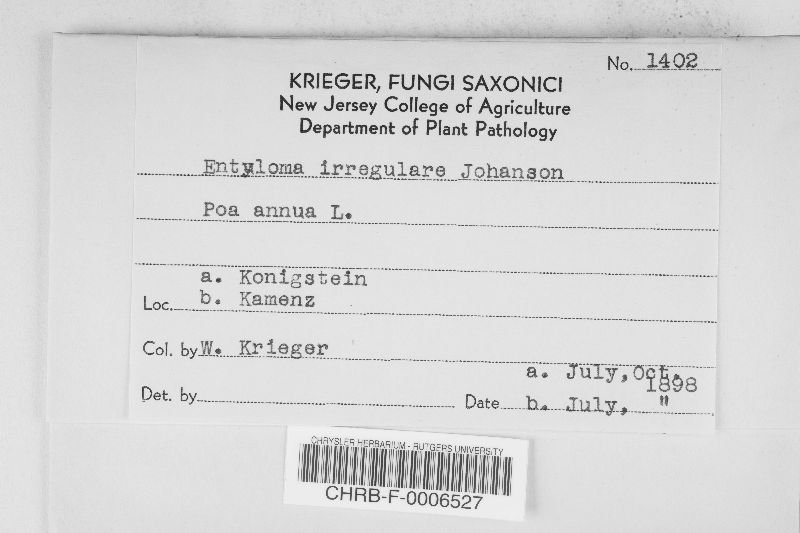 No. 1402
KRIEGER, FUNGI SAXONICI
New Jersey College of Agriculture
Department of Plant Pathology
Entyloma irregulare Johanson
Poa annua L.
a. Konigstein
Loc. b. Kamenz
Col. by W. Krieger
a. July, Oct. 1898
Det. by Date b. July, "
CHRYSLER HERBARIUM - RUTGERS UNIVERSITY
CHRB-F-0006527